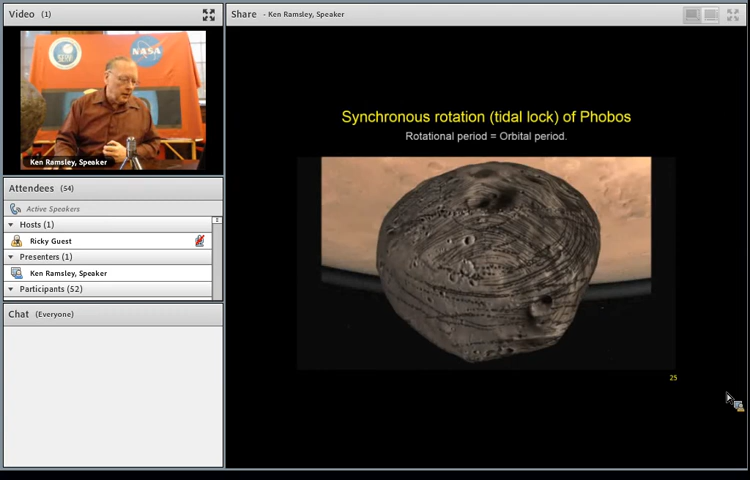 Video (1)
SERVI
NASA
Ken Ramsley, Speaker
Attendees (54)
Active Speakers
Hosts (1)
Ricky Guest
Presenters (1)
Ken Ramsley, Speaker
Participants (52)
Chat (Everyone)
Share - Ken Ramsley, Speaker
Synchronous rotation (tidal lock) of Phobos
Rotational period = Orbital period.
25